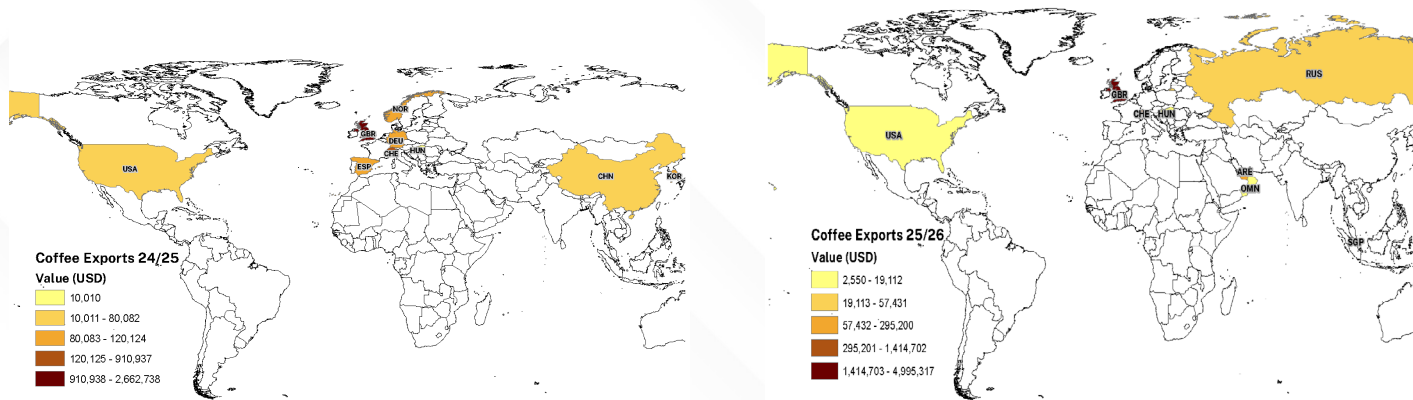 NOR
GBR
DEU
CHE
HUN
ESP
USA
CHN
KOR
Coffee Exports 24/25
Value (USD)
10,010
10,011 - 80,082
80,083 - 120,124
120,125 - 910,937
910,938 - 2,662,738
RUS
GBR
CHE
HUN
USA
ARE
OMN
SGP
Coffee Exports 25/26
Value (USD)
2,550 - 19,112
19,113 - 57,431
57,432 - 295,200
295,201 - 1,414,702
1,414,703 - 4,995,317